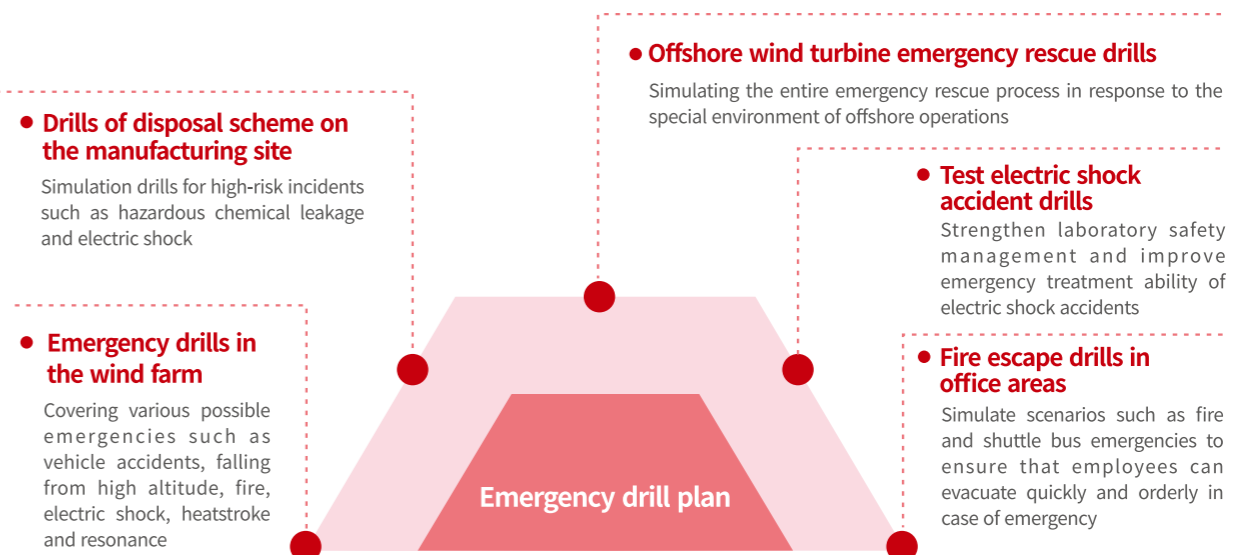 Offshore wind turbine emergency rescue drills
Simulating the entire emergency rescue process in response to the
special environment of offshore operations
Drills of disposal scheme on
the manufacturing site
Simulation drills for high-risk incidents
such as hazardous chemical leakage
and electric shock
Test electric shock
accident drills
Strengthen laboratory safety
management and improve
emergency treatment ability of
electric shock accidents
Emergency drills in
the wind farm
Covering various possible
emergencies such as
vehicle accidents, falling
from high altitude, fire,
electric shock, heatstroke
and resonance
Fire escape drills in
office areas
Simulate scenarios such as fire
and shuttle bus emergencies to
ensure that employees can
evacuate quickly and orderly in
case of emergency
Emergency drill plan